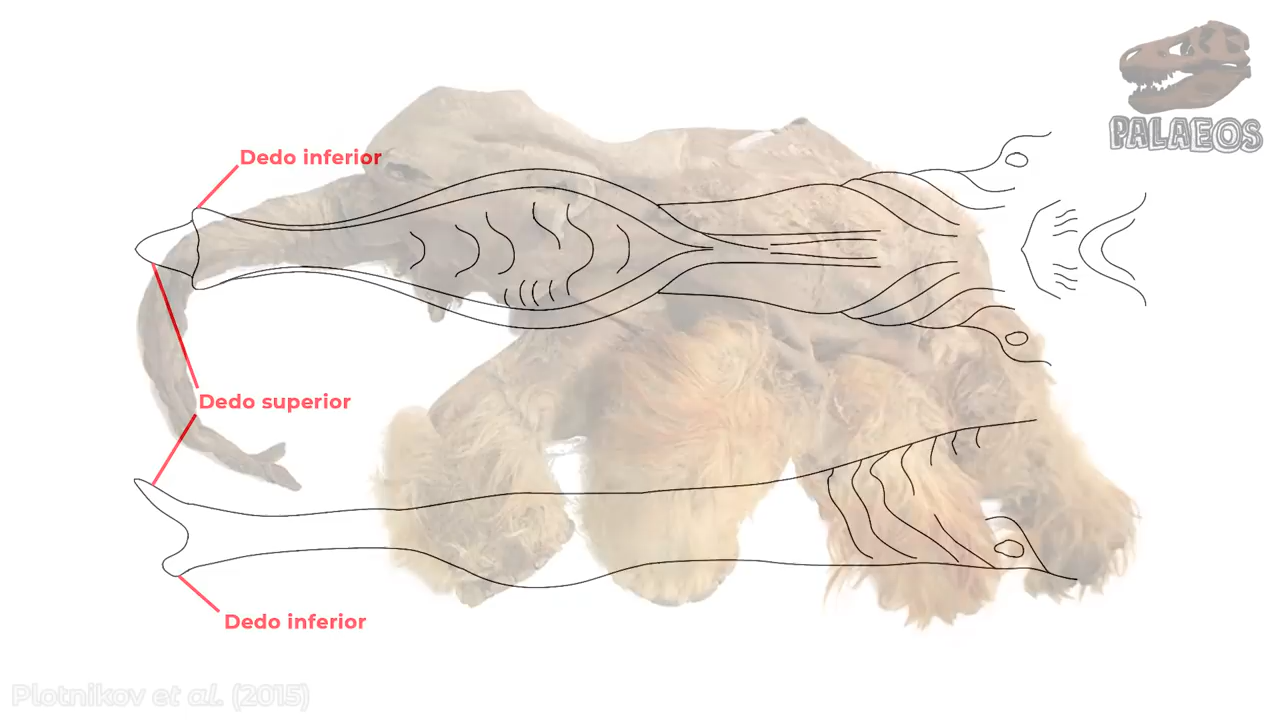 PALAEOS
Dedo inferior
Dedo superior
Dedo inferior
Plotnikov et al. (2015)